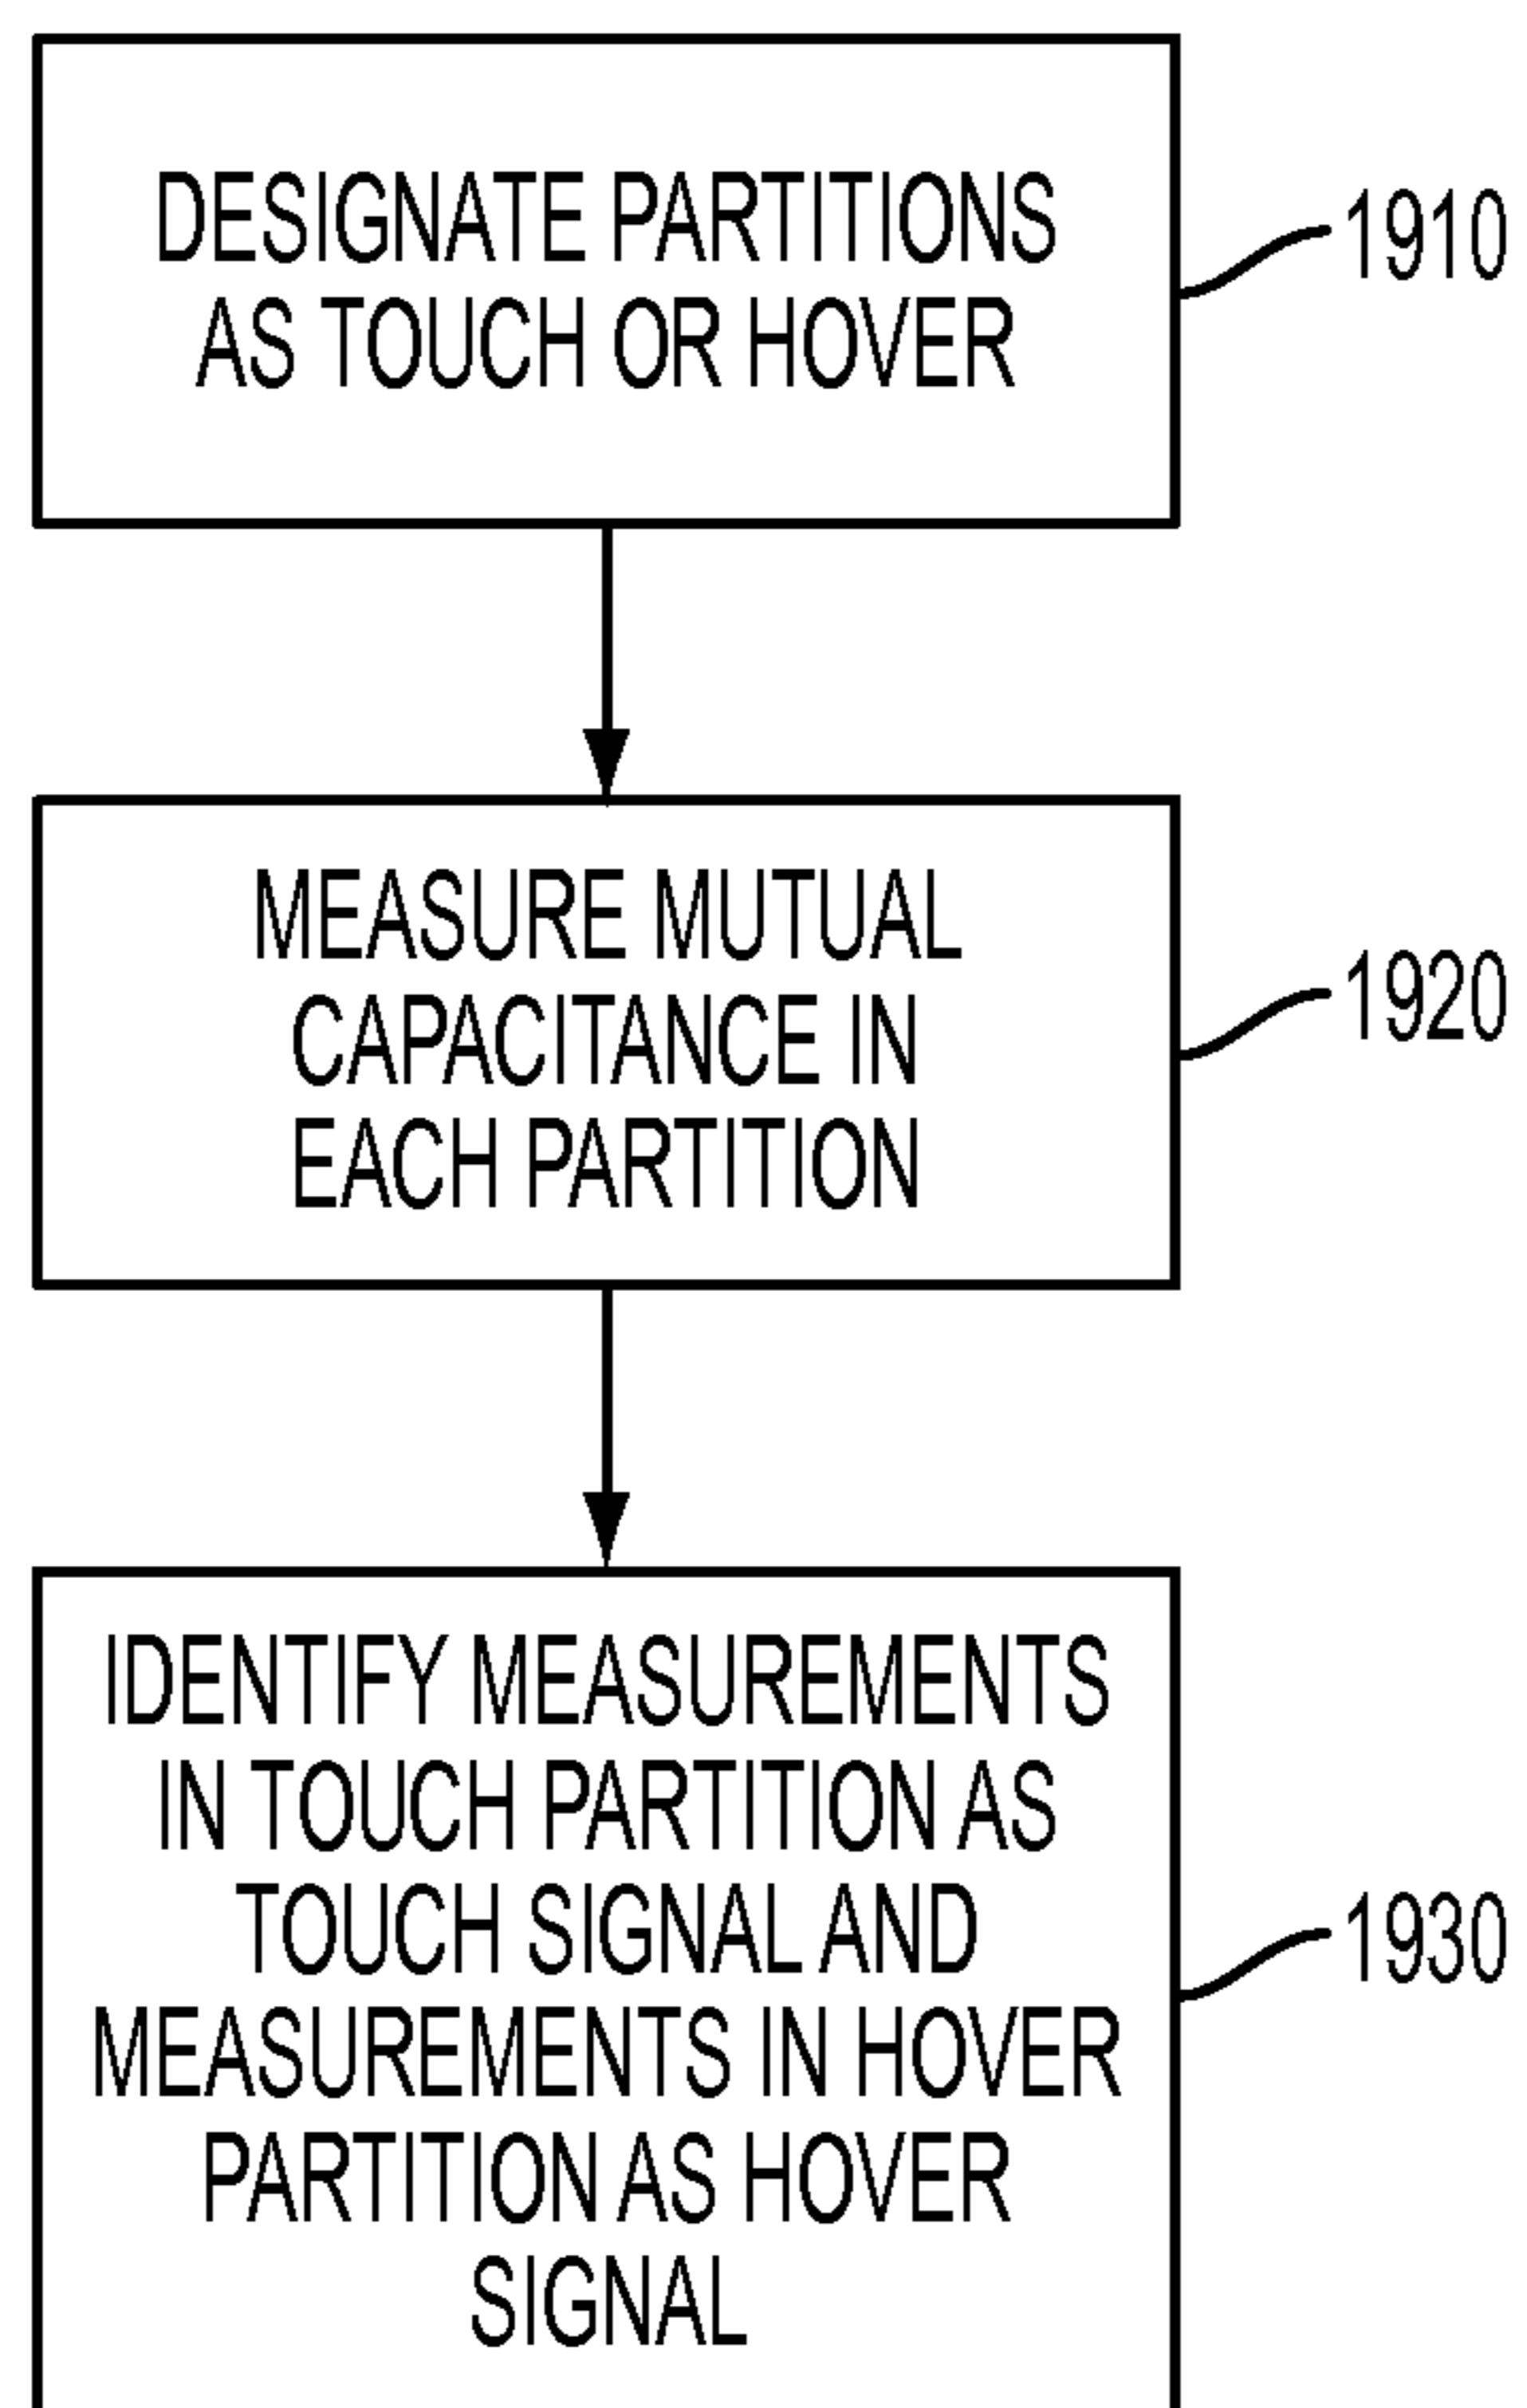 DESIGNATE PARTITIONS
AS TOUCH OR HOVER
1910
MEASURE MUTUAL
CAPACITANCE IN
EACH PARTITION
1920
IDENTIFY MEASUREMENTS
IN TOUCH PARTITION AS
TOUCH SIGNAL AND
MEASUREMENTS IN HOVER
PARTITION AS HOVER
SIGNAL
1930